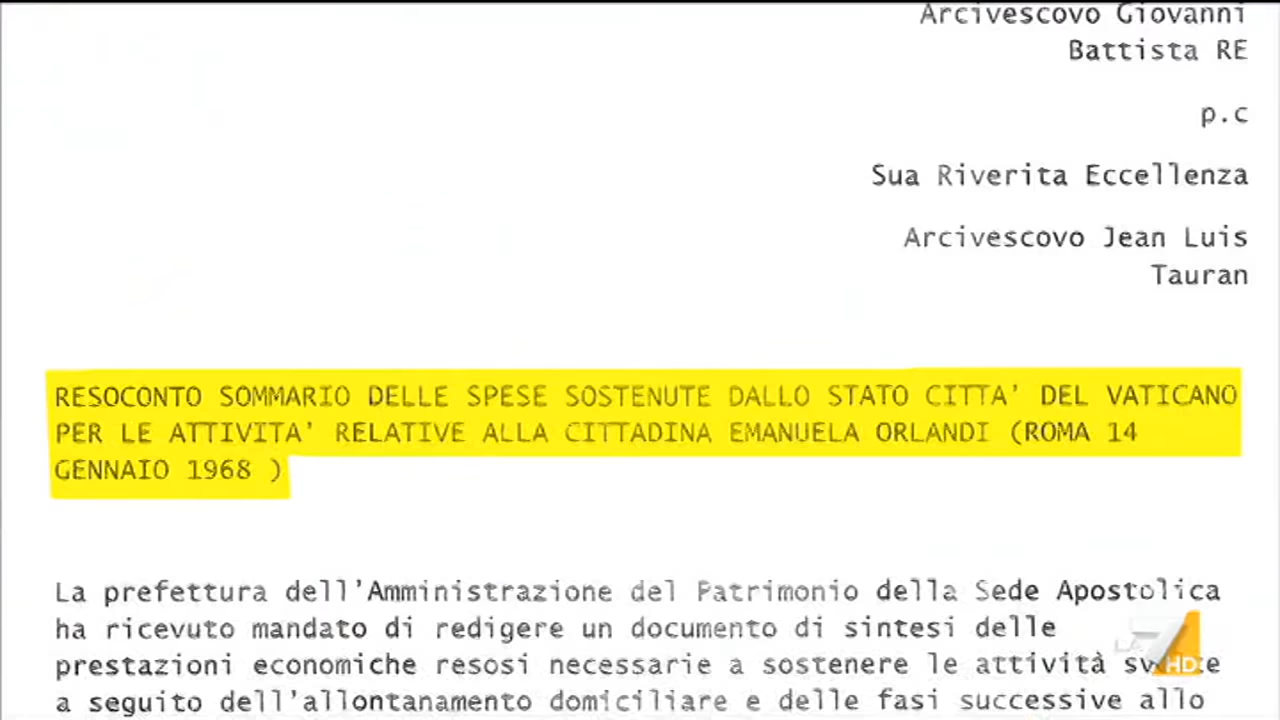 Arcivescovo Giovanni
Battista RE
p.c
Sua Riverita Eccellenza
Arcivescovo Jean Luis
Tauran
RESOCONTO SOMMARIO DELLE SPESE SOSTENUTE DALLO STATO CITTA' DEL VATICANO
PER LE ATTIVITA' RELATIVE ALLA CITTADINA EMANUELA ORLANDI (ROMA 14
GENNAIO 1968 )
La prefettura dell'Amministrazione del Patrimonio della Sede Apostolica
ha ricevuto mandato di redigere un documento di sintesi delle
prestazioni economiche resosi necessarie a sostenere le attività
a seguito dell'allontanamento domiciliare e delle fasi successive allo
LA 7 HD